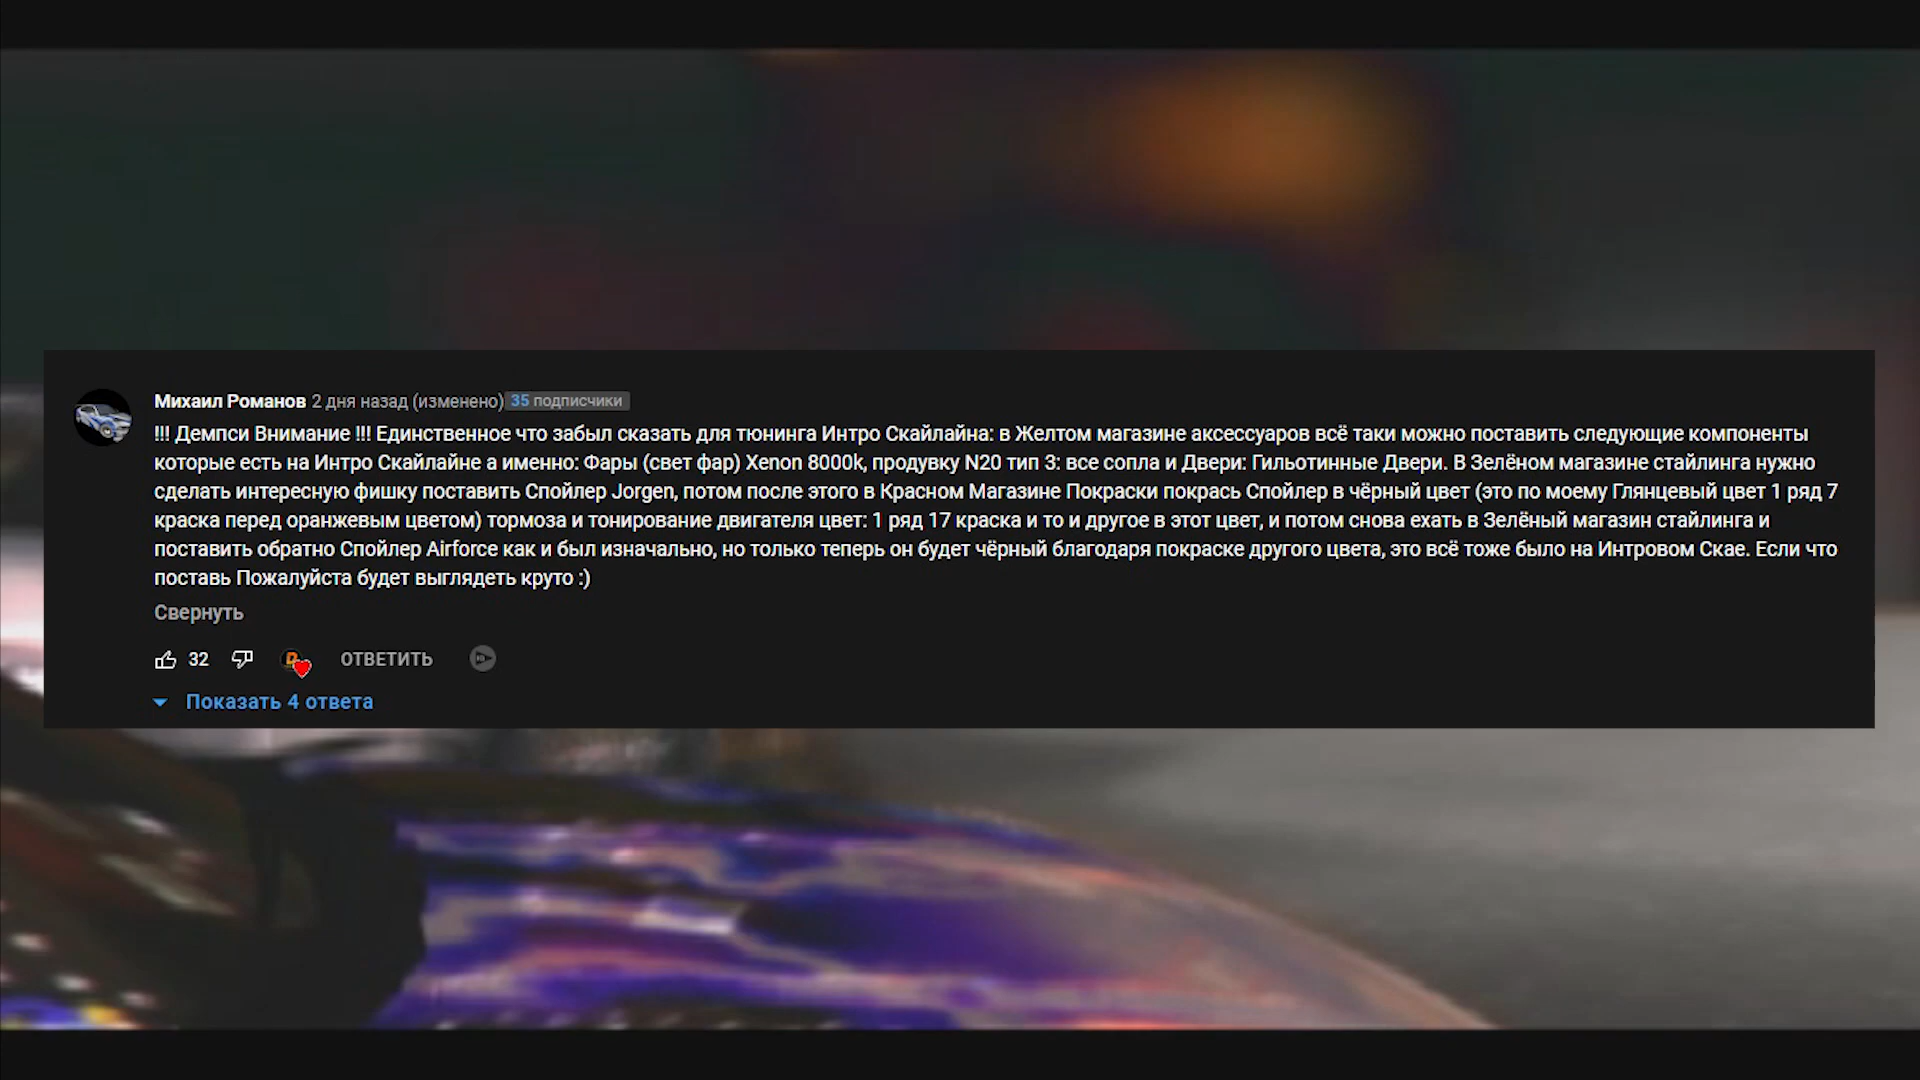 Михаил Романов 2 дня назад (изменено) 35 подписчики
!!! Демпси Внимание !!! Единственное что забыл сказать для тюнинга Интро Скайлайна: в Желтом магазине аксессуаров всё таки можно поставить следующие компоненты
которые есть на Интро Скайлайне а именно: Фары (свет фар) Xenon 8000k, продувку N20 тип 3: все сопла и Двери: Гильотинные Двери. В Зелёном магазине стайлинга нужно
сделать интересную фишку поставить Спойлер Jorgen, потом после этого в Красном Магазине Покраски покрась Спойлер в чёрный цвет (это по моему Глянцевый цвет 1 ряд 7
краска перед оранжевым цветом) тормоза и тонирование двигателя цвет: 1 ряд 17 краска и то и другое в этот цвет, и потом снова ехать в Зелёный магазин стайлинга и
поставить обратно Спойлер Airforce как и был изначально, но только теперь он будет чёрный благодаря покраске другого цвета, это всё тоже было на Интровом Скае. Если что
поставь Пожалуйста будет выглядеть круто :)
Свернуть
32 ОТВЕТИТЬ
Показать 4 ответа